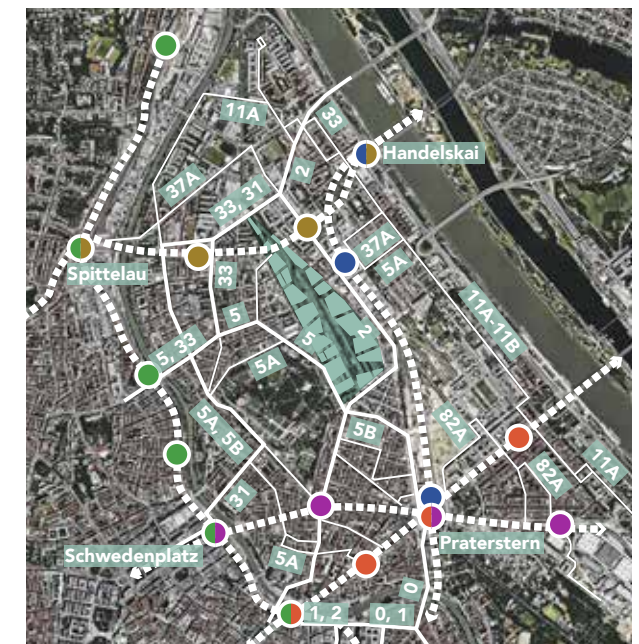 11A
33
2
Handelskai
37A
33, 31
37A
5A
Spittelau
33
11A-11B
5
5
2
5, 33
5A
5A, 5B
5B
82A
82A
11A
31
Schwedenplatz
Praterstern
5A
0
1, 2
0, 1